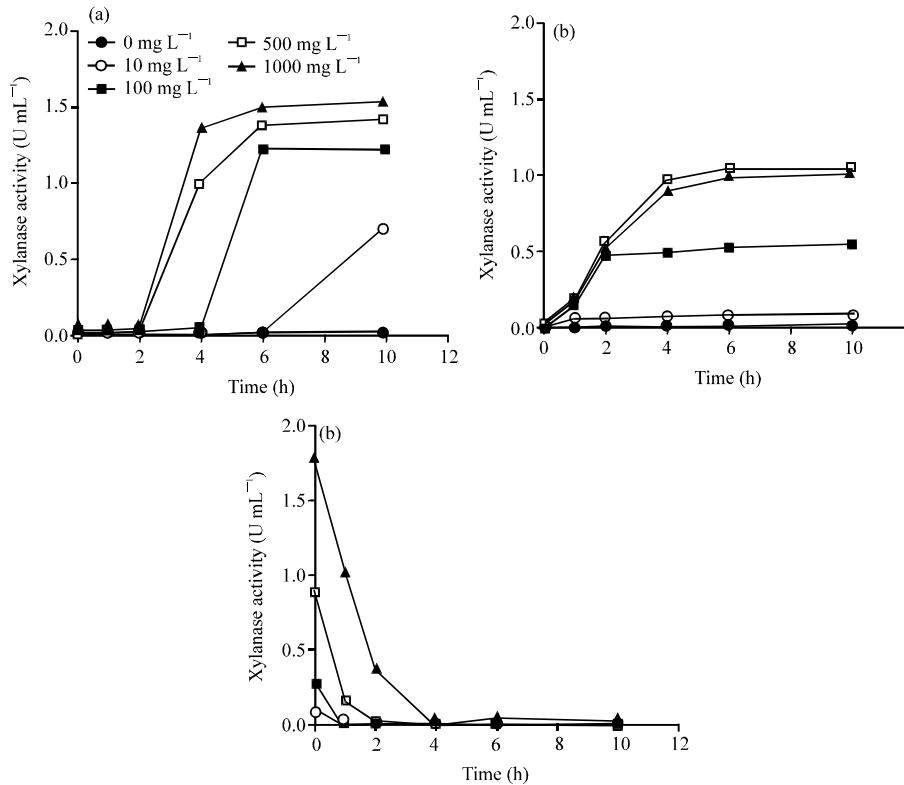 (a)
0 mg L⁻¹
10 mg L⁻¹
100 mg L⁻¹
500 mg L⁻¹
1000 mg L⁻¹
2.0
1.5
1.0
0.5
0.0
Xylanase activity (U mL⁻¹)
0 2 4 6 8 10 12
Time (h)
(b)
2.0
1.5
1.0
0.5
0.0
Xylanase activity (U mL⁻¹)
0 2 4 6 8 10
Time (h)
(b)
2.0
1.5
1.0
0.5
0.0
Xylanase activity (U mL⁻¹)
0 2 4 6 8 10 12
Time (h)